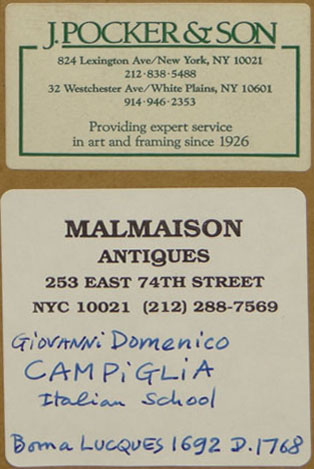 J. POCKER & SON
824 Lexington Ave/New York, NY 10021
212·838·5488
32 Westchester Ave/White Plains, NY 10601
914·946·2353
Providing expert service
in art and framing since 1926
MALMAISON
ANTIQUES
253 EAST 74TH STREET
NYC 10021 (212) 288-7569
GiOVANNi Domenico
CAMPiGLiA
Italian School
Borna LUCQUES 1692 D.1768